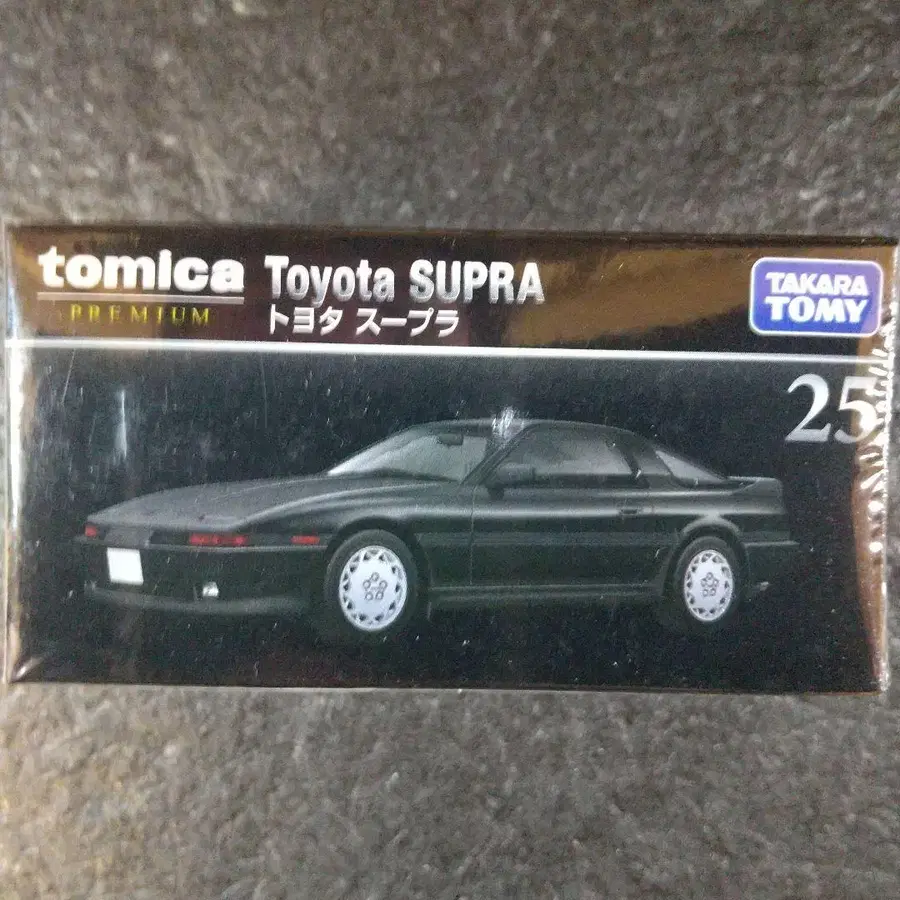 tomica
PREMIUM
Toyota SUPRA
トヨタ スープラ
TAKARA
TOMY
25